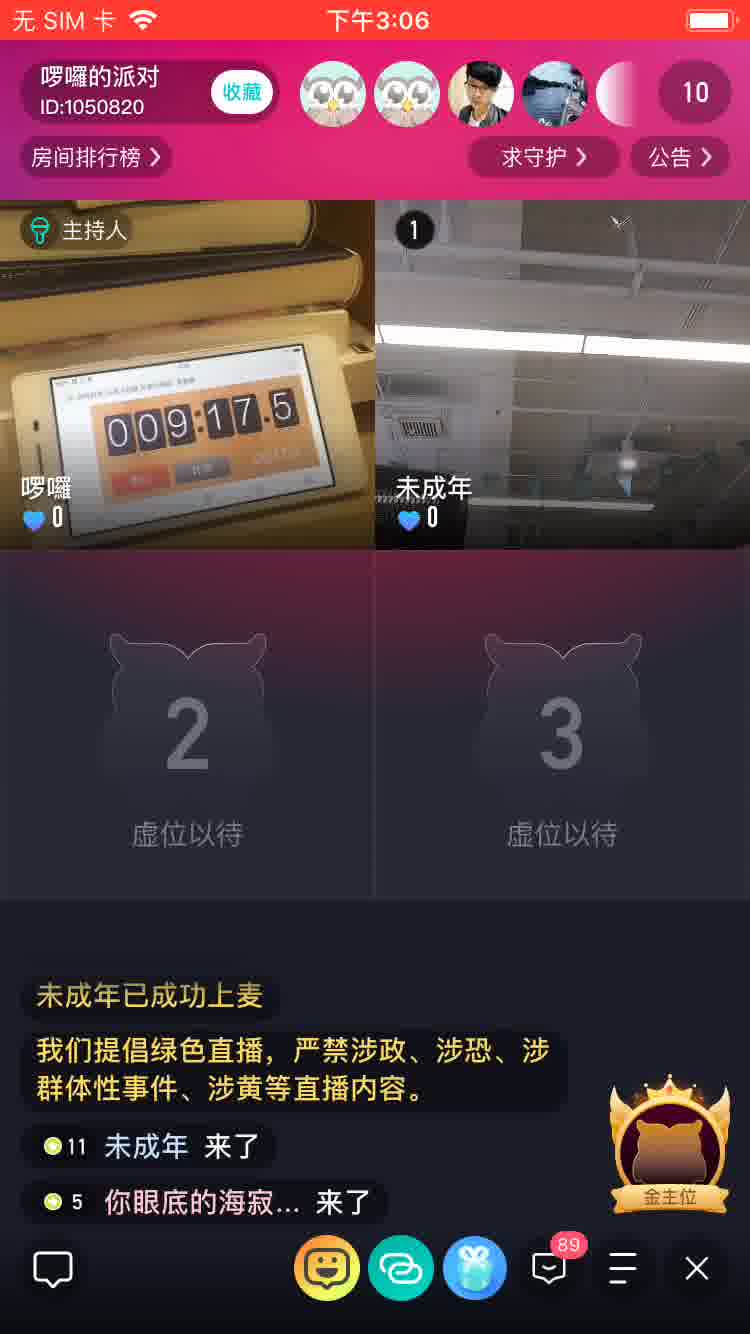 无 SIM 卡
下午3:06
啰囉的派对
ID:1050820
收藏
10
房间排行榜
求守护
公告
主持人
1
009:17.5
啰囉
0
未成年
0
2
3
虚位以待
虚位以待
未成年已成功上麦
我们提倡绿色直播，严禁涉政、涉恐、涉
群体性事件、涉黄等直播内容。
11 未成年 来了
5 你眼底的海寂... 来了
金主位
89